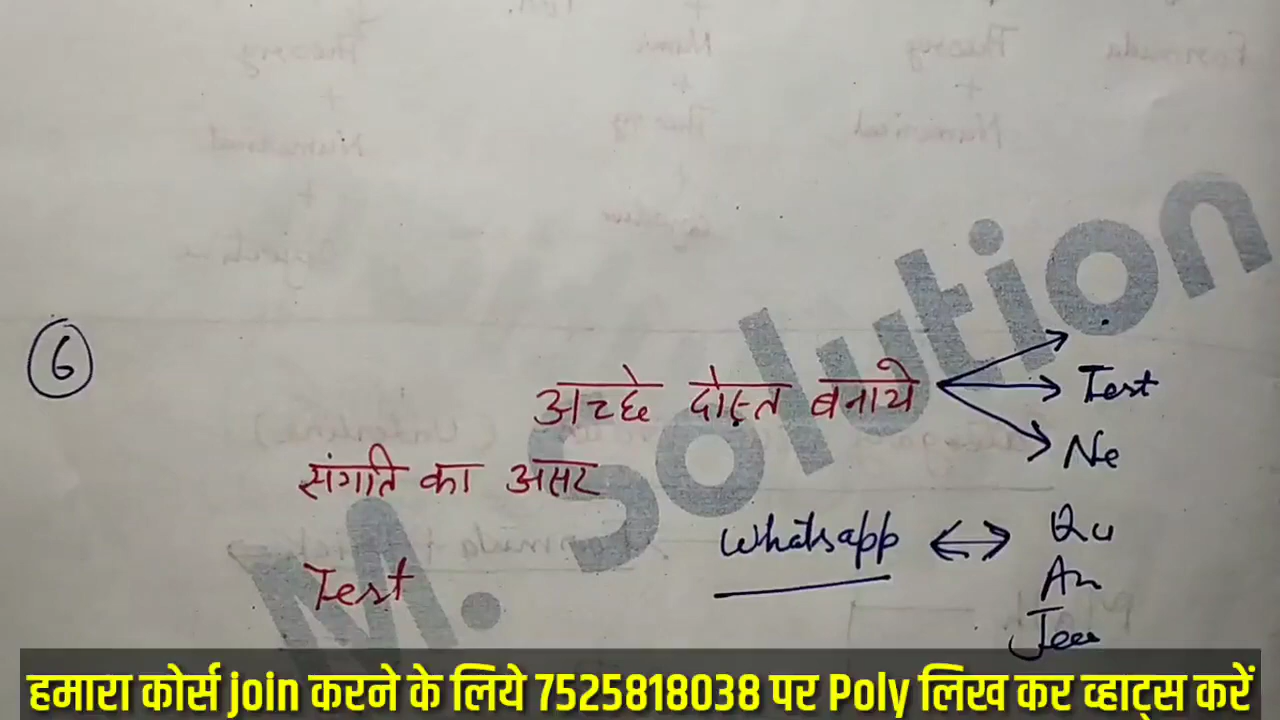 6
अच्छे दोस्त बनाये
Test
Ne
संगति का असर
Whatsapp
Qu
An
Test
M. Solution
हमारा कोर्स join करने के लिये 7525818038 पर Poly लिख कर व्हाट्स करें